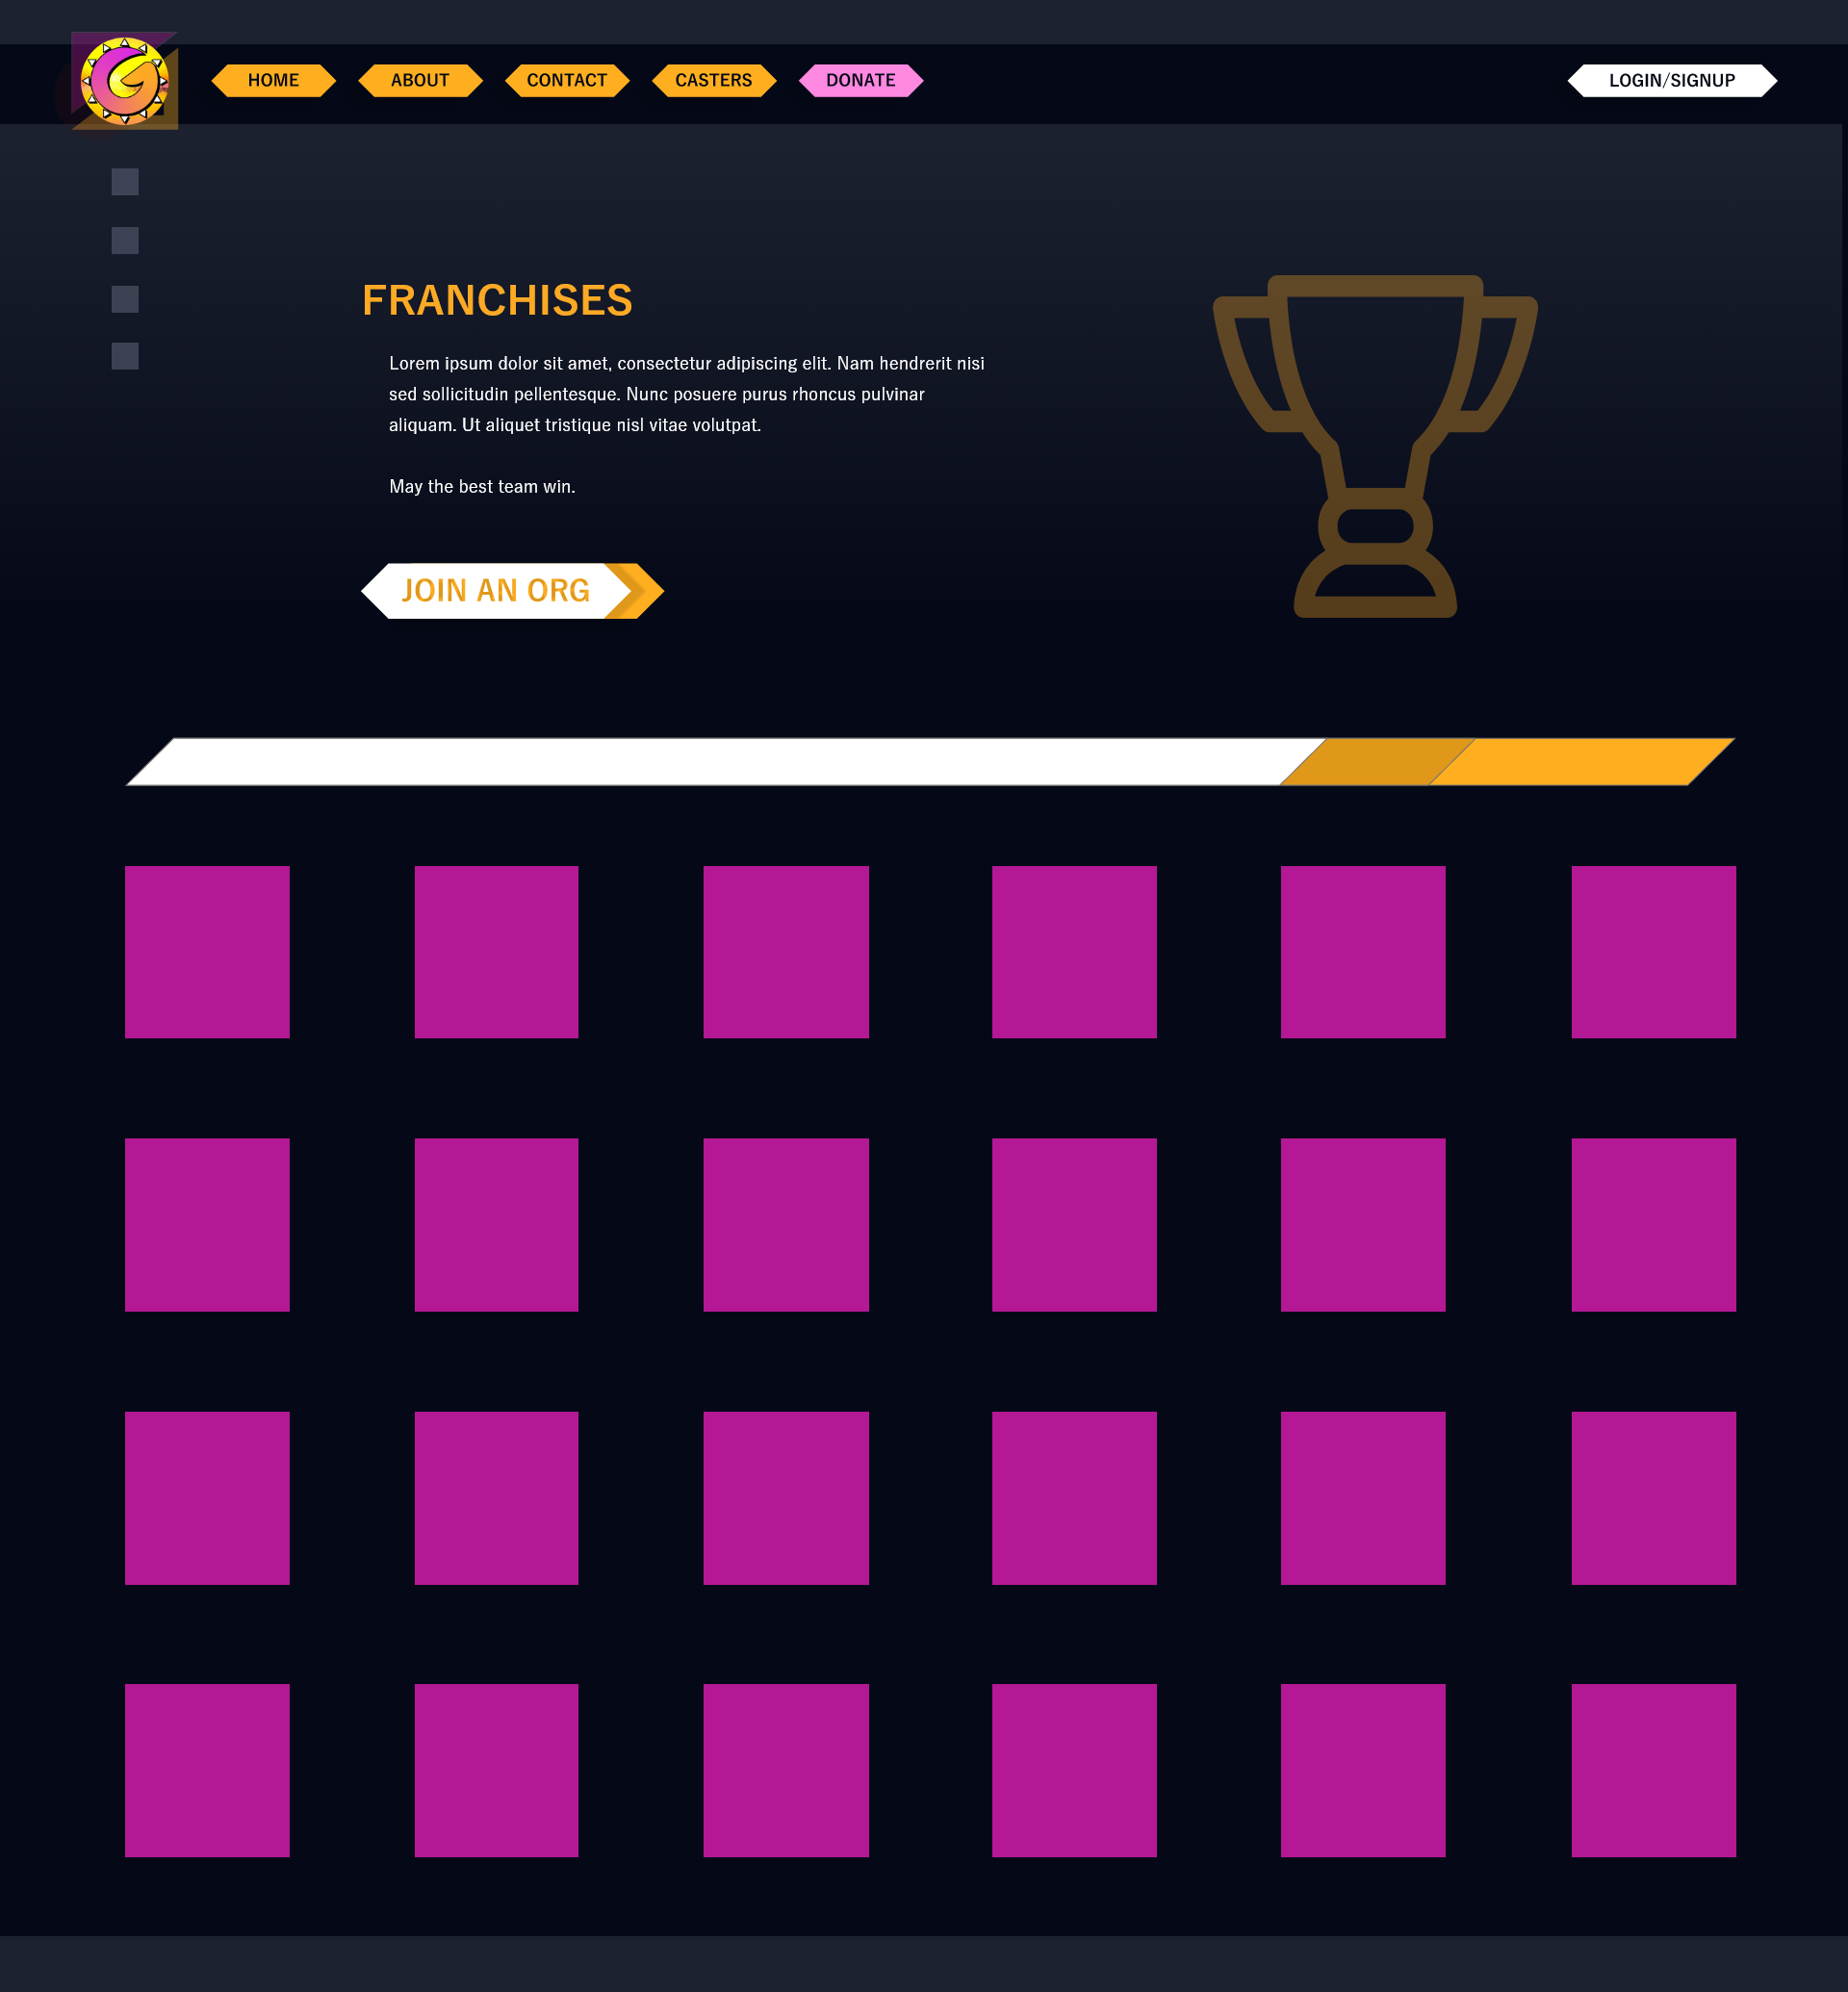 HOME
ABOUT
CONTACT
CASTERS
DONATE
LOGIN/SIGNUP
FRANCHISES
Lorem ipsum dolor sit amet, consectetur adipiscing elit. Nam hendrerit nisi
sed sollicitudin pellentesque. Nunc posuere purus rhoncus pulvinar
aliquam. Ut aliquet tristique nisl vitae volutpat.
May the best team win.
JOIN AN ORG